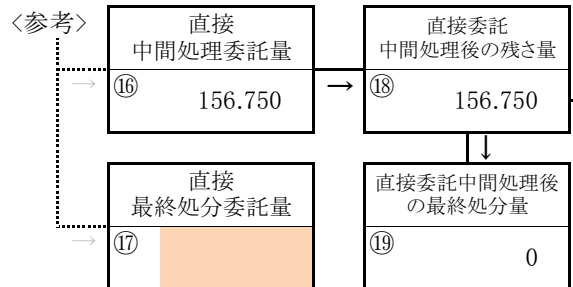 〈参考〉
直接
中間処理委託量
→
⑯
156.750
→
直接委託
中間処理後の残さ量
⑱
156.750
↓
直接
最終処分委託量
→
⑰
直接委託中間処理後
の最終処分量
⑲
0